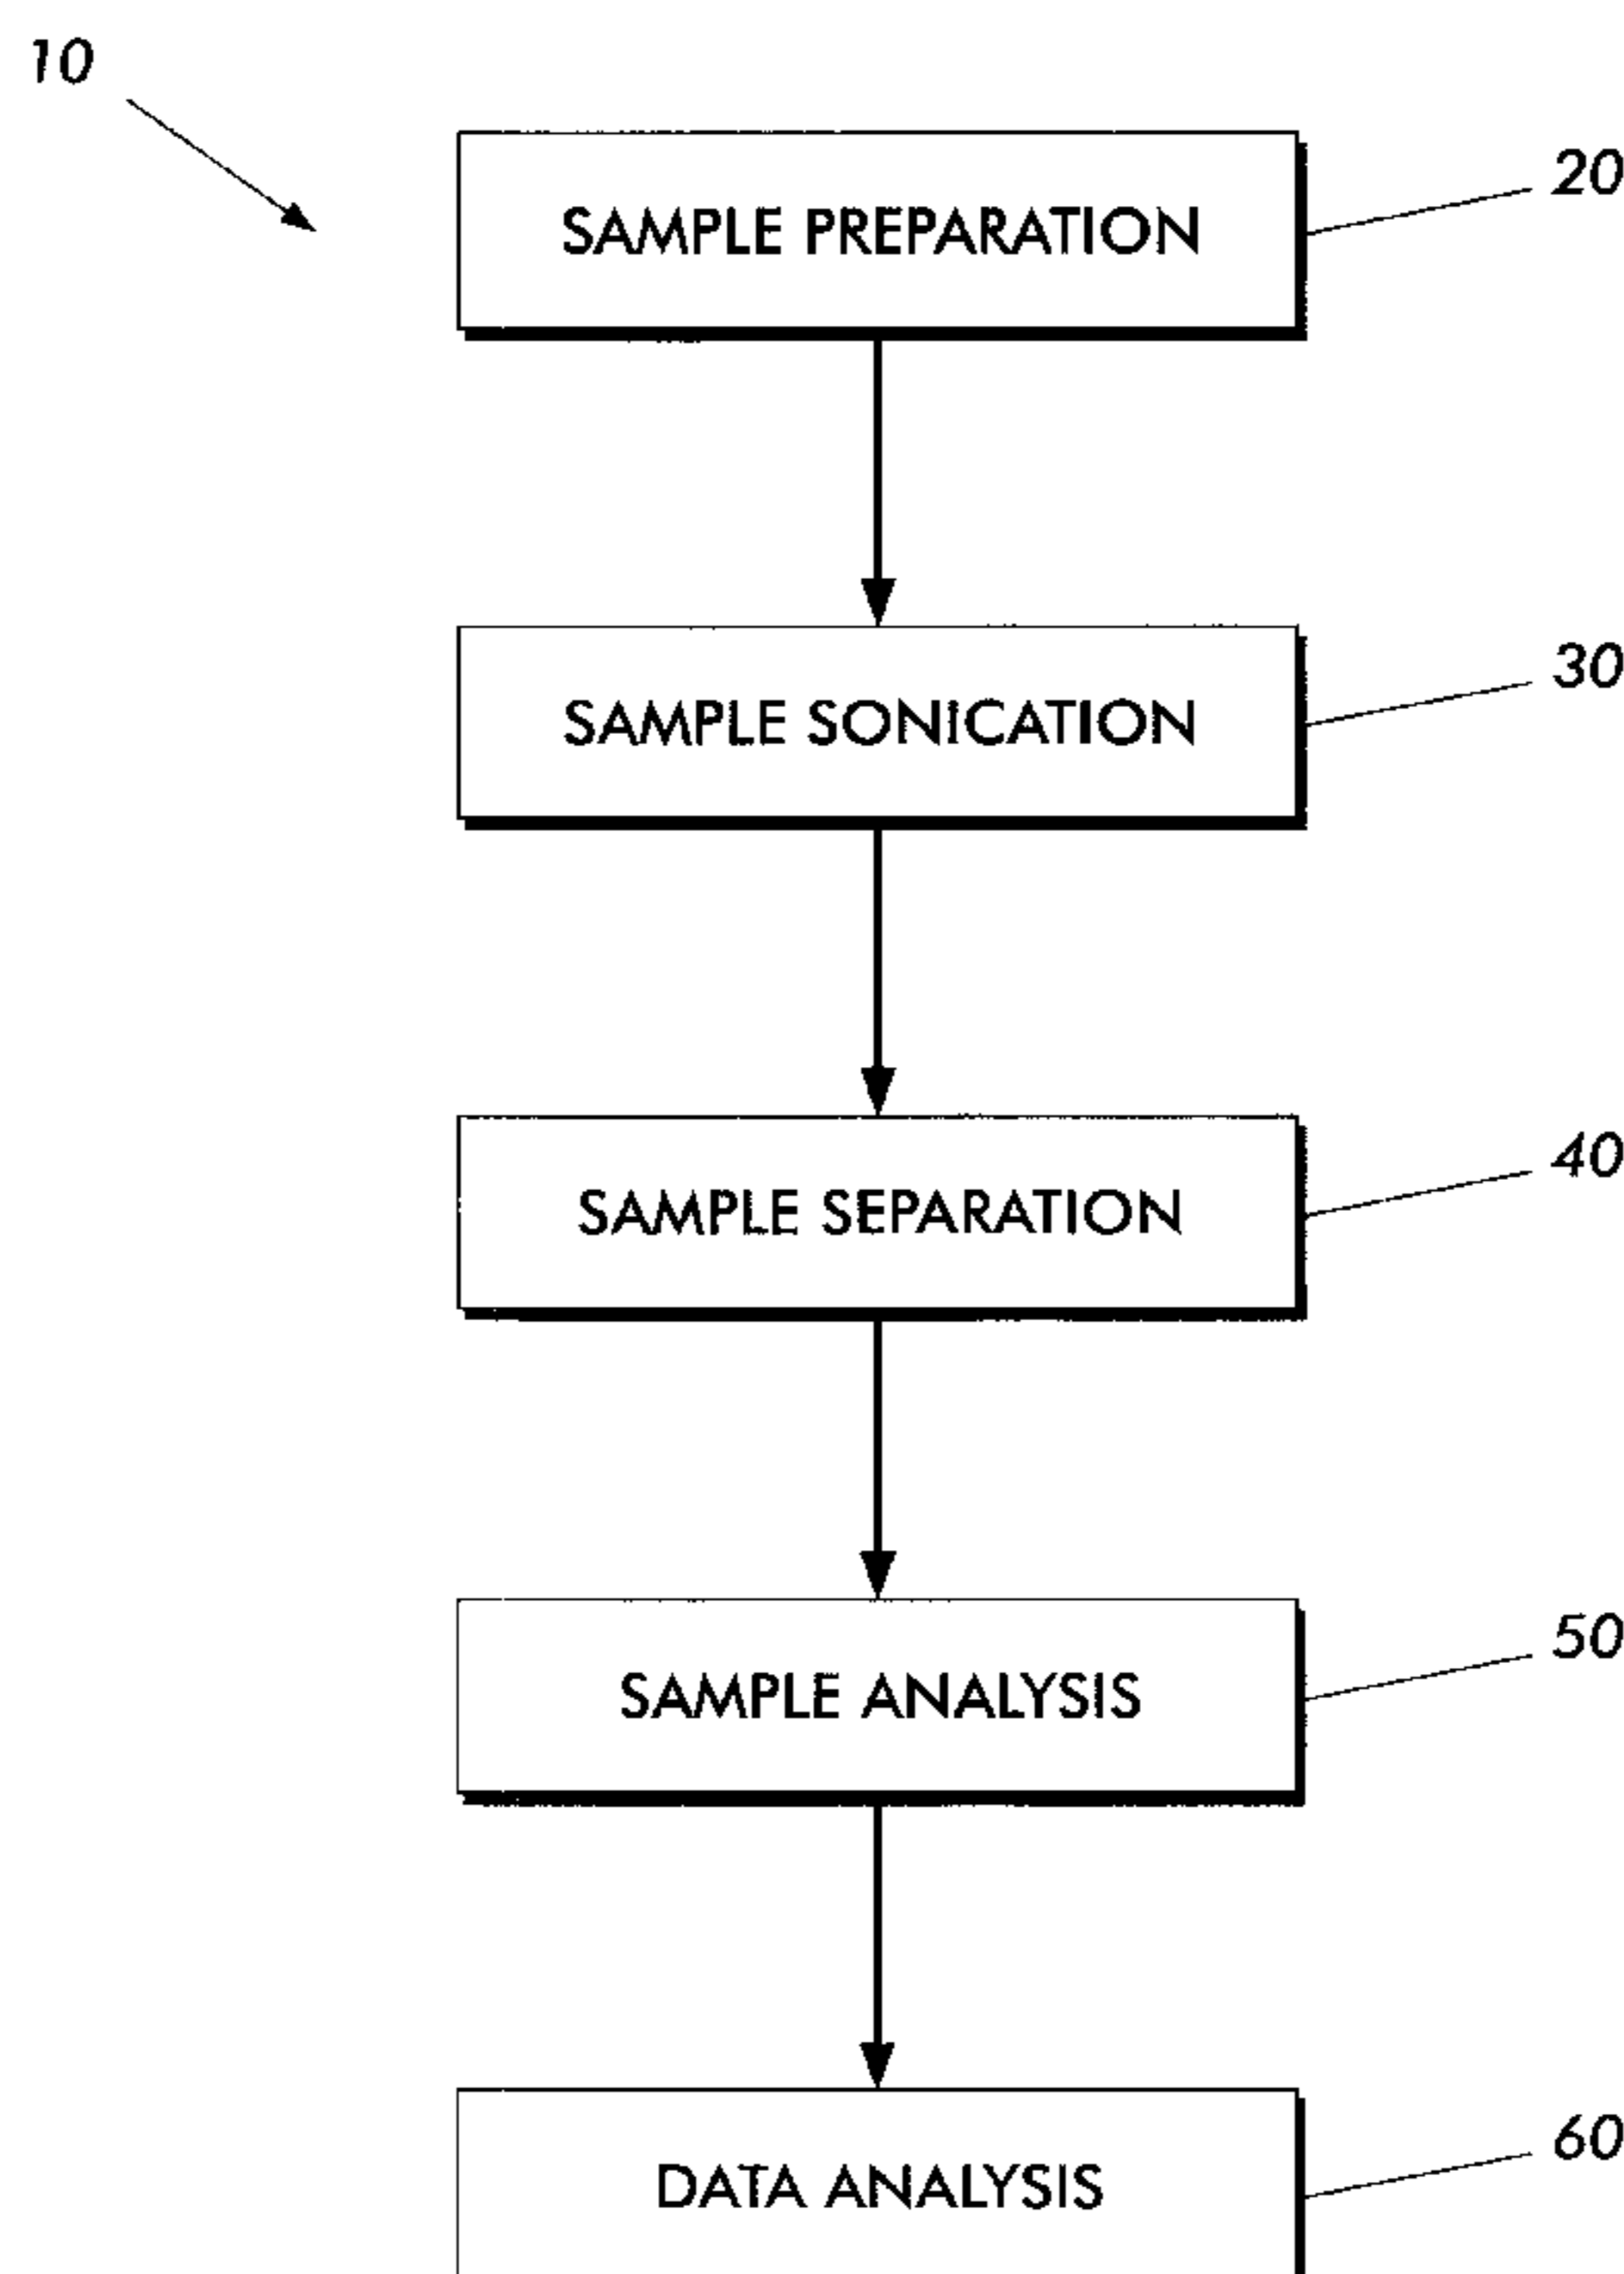 10
SAMPLE PREPARATION
20
SAMPLE SONICATION
30
SAMPLE SEPARATION
40
SAMPLE ANALYSIS
50
DATA ANALYSIS
60